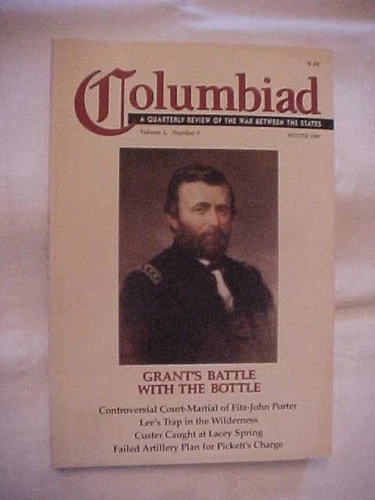 Columbiad
A QUARTERLY REVIEW OF THE WAR BETWEEN THE STATES
Volume 2, Number 4
WINTER
GRANT'S BATTLE
WITH THE BOTTLE
Controversial Court-Martial of Fitz-John Porter
Lee's Trap in the Wilderness
Custer Caught at Lacey Spring
Failed Artillery Plan for Pickett's Charge